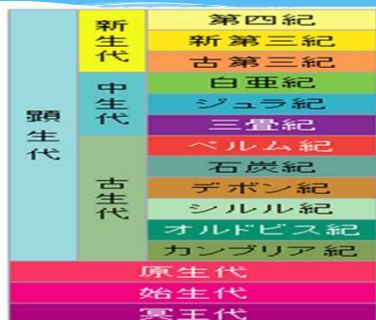 顕生代
新生代
第四紀
新第三紀
古第三紀
中生代
白亜紀
ジュラ紀
三畳紀
古生代
ペルム紀
石炭紀
デボン紀
シルル紀
オルドビス紀
カンブリア紀
原生代
始生代
冥王代